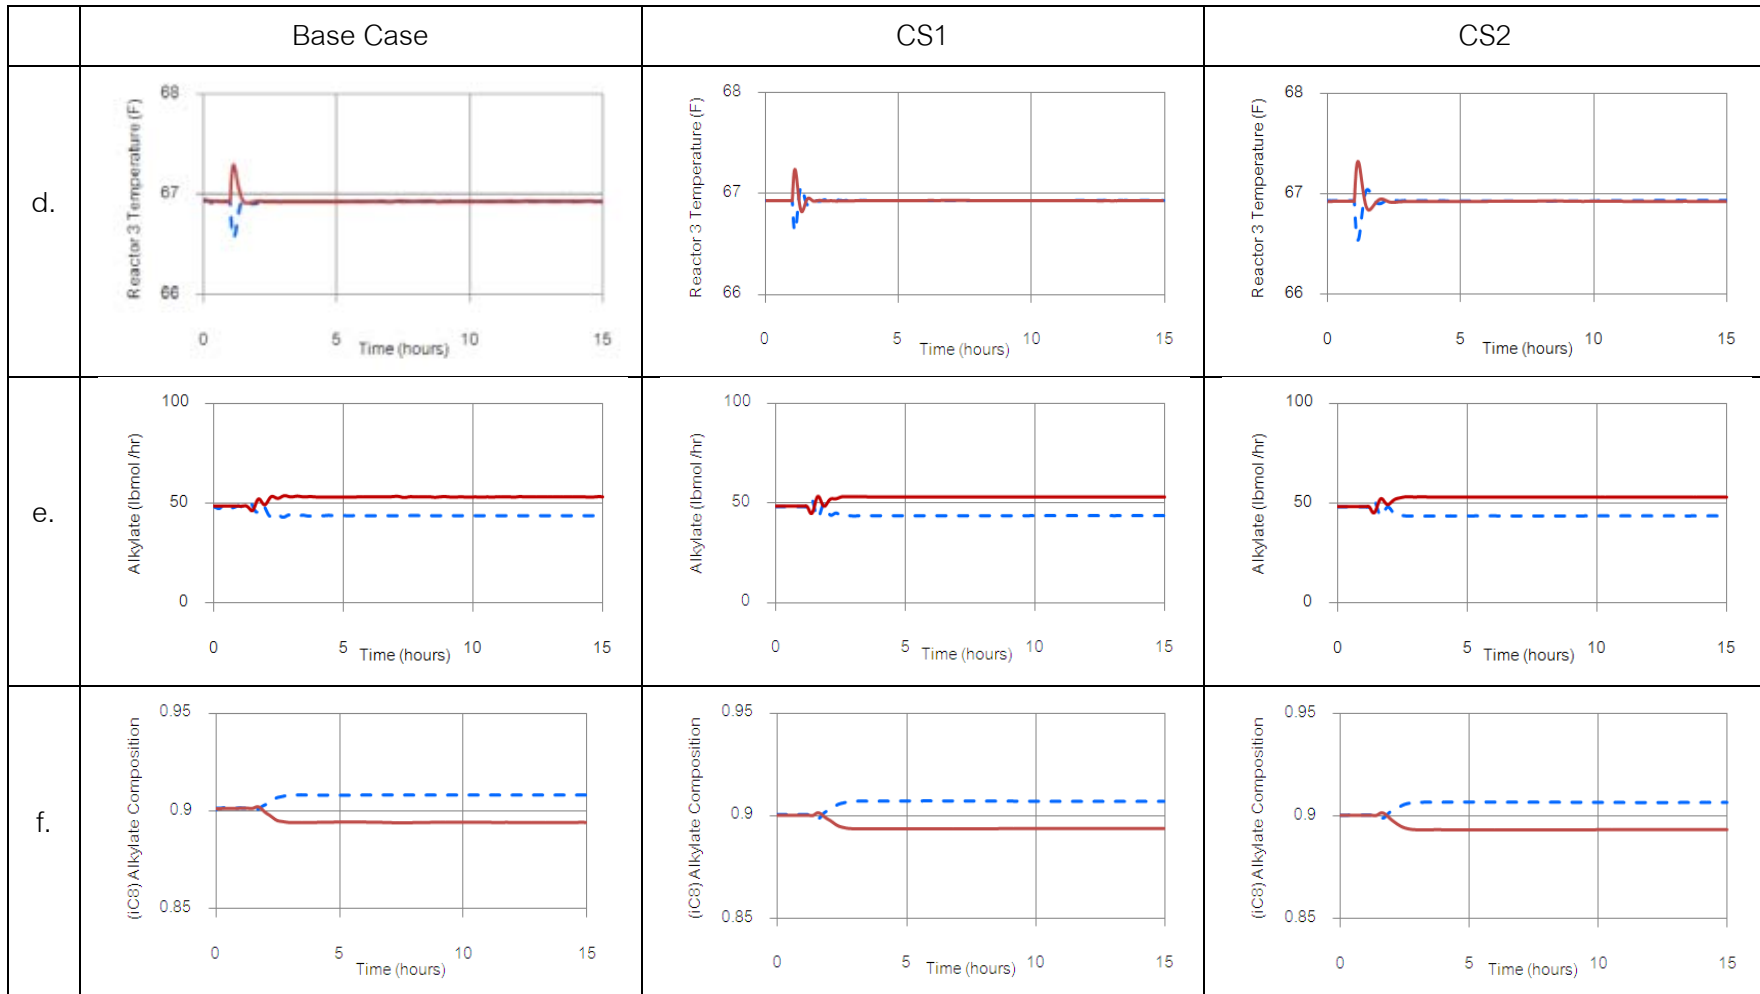 Base Case
CS1
CS2
d.
Reactor 3 Temperature (F)
68
67
66
0
5
10
15
Time (hours)
Reactor 3 Temperature (F)
68
67
66
0
5
10
15
Time (hours)
Reactor 3 Temperature (F)
68
67
66
0
5
10
15
Time (hours)
e.
Alkylate (lbmol /hr)
100
50
0
0
5
10
15
Time (hours)
Alkylate (lbmol /hr)
100
50
0
0
5
10
15
Time (hours)
Alkylate (lbmol /hr)
100
50
0
0
5
10
15
Time (hours)
f.
(iC8) Alkylate Composition
0.95
0.9
0.85
0
5
10
15
Time (hours)
(iC8) Alkylate Composition
0.95
0.9
0.85
0
5
10
15
Time (hours)
(iC8) Alkylate Composition
0.95
0.9
0.85
0
5
10
15
Time (hours)